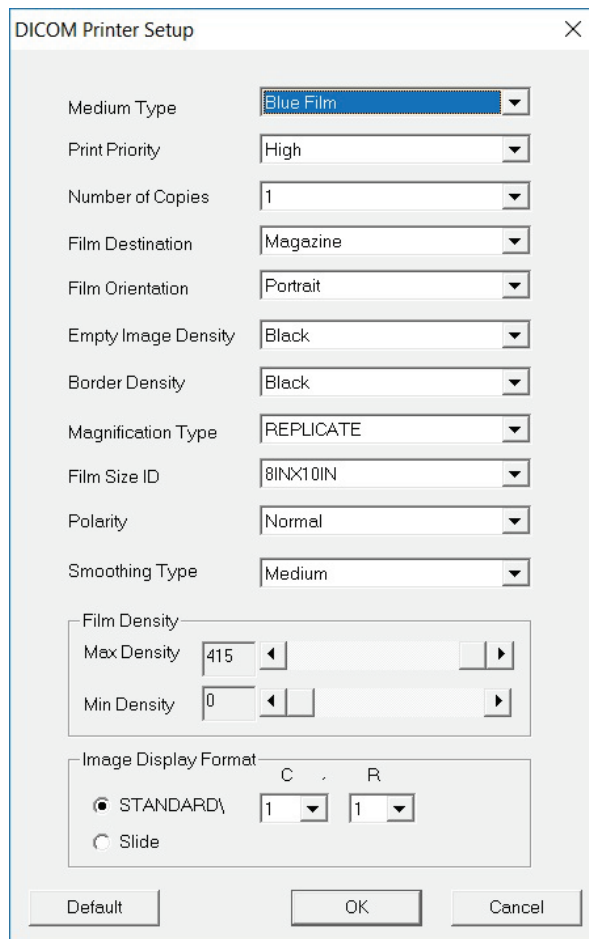 DICOM Printer Setup
Medium Type Blue Film
Print Priority High
Number of Copies 1
Film Destination Magazine
Film Orientation Portrait
Empty Image Density Black
Border Density Black
Magnification Type REPLICATE
Film Size ID 8INX10IN
Polarity Normal
Smoothing Type Medium
Film Density
Max Density 415
Min Density 0
Image Display Format
C , R
STANDARD\ 1 1
Slide
Default OK Cancel